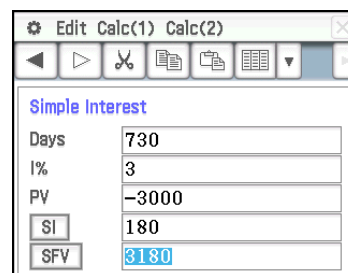 Edit Calc(1) Calc(2)
Simple Interest
Days 730
I% 3
PV −3000
SI 180
SFV 3180